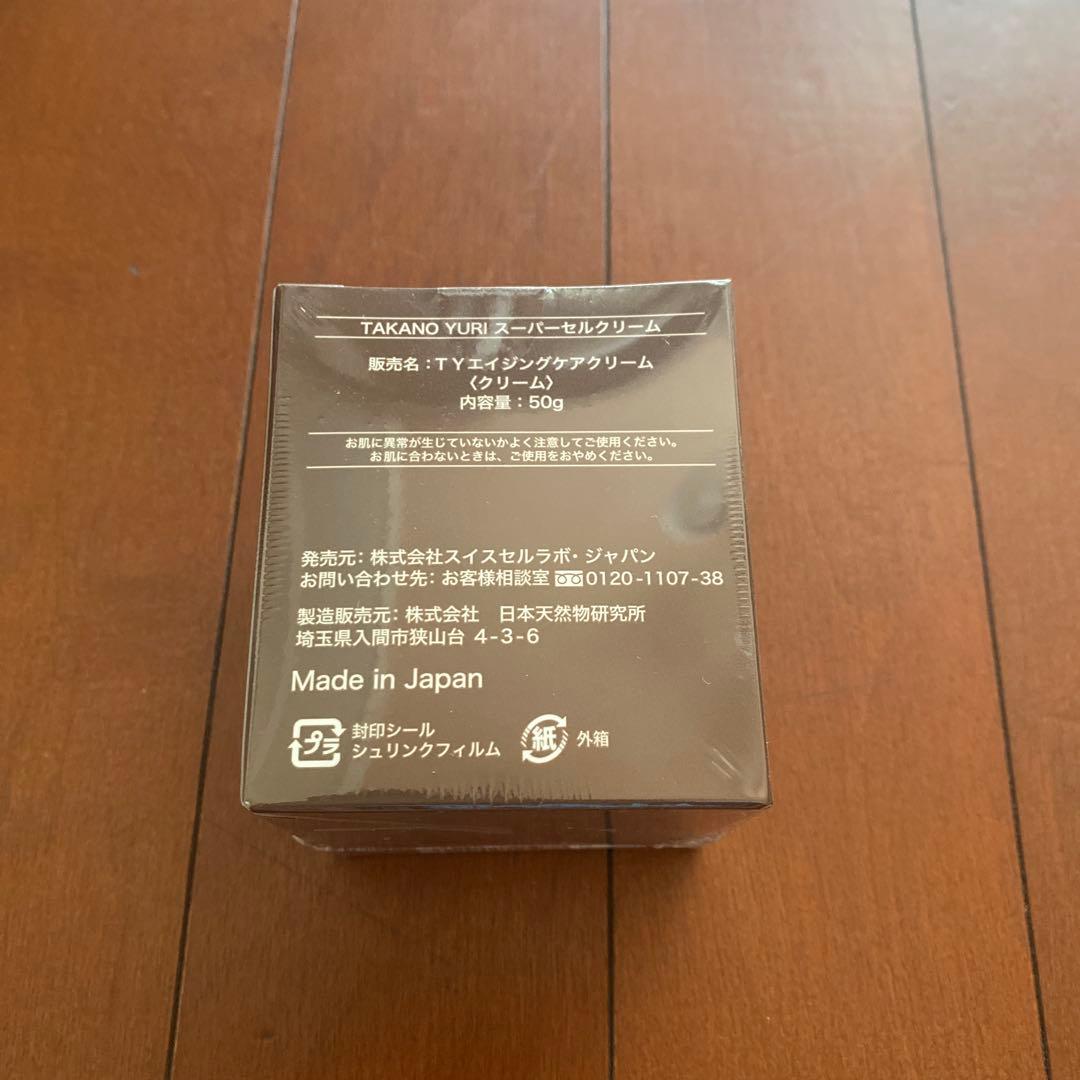 TAKANO YURI スーパーセルクリーム
販売名：TYエイジングケアクリーム
〈クリーム〉
内容量：50g
お肌に異常が生じていないかよく注意してご使用ください。
お肌に合わないときは、ご使用をおやめください。
発売元：株式会社スイスセルラボ・ジャパン
お問い合わせ先：お客様相談室 0120-1107-38
製造販売元：株式会社 日本天然物研究所
埼玉県入間市狭山台 4-3-6
Made in Japan
プラ 封印シール
シュリンクフィルム
紙 外箱